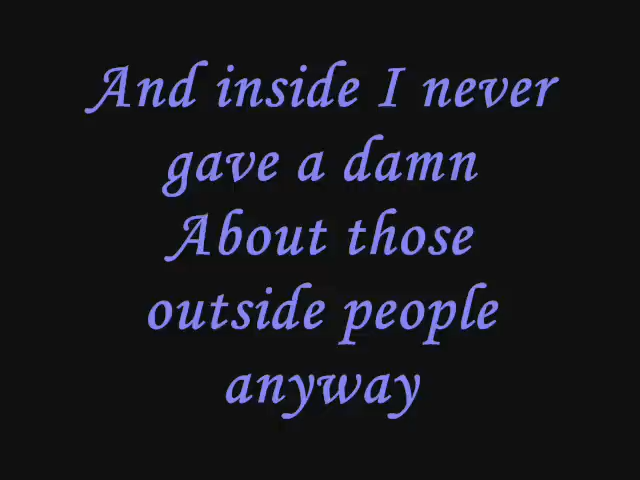 And inside I never
gave a damn
About those
outside people
anyway